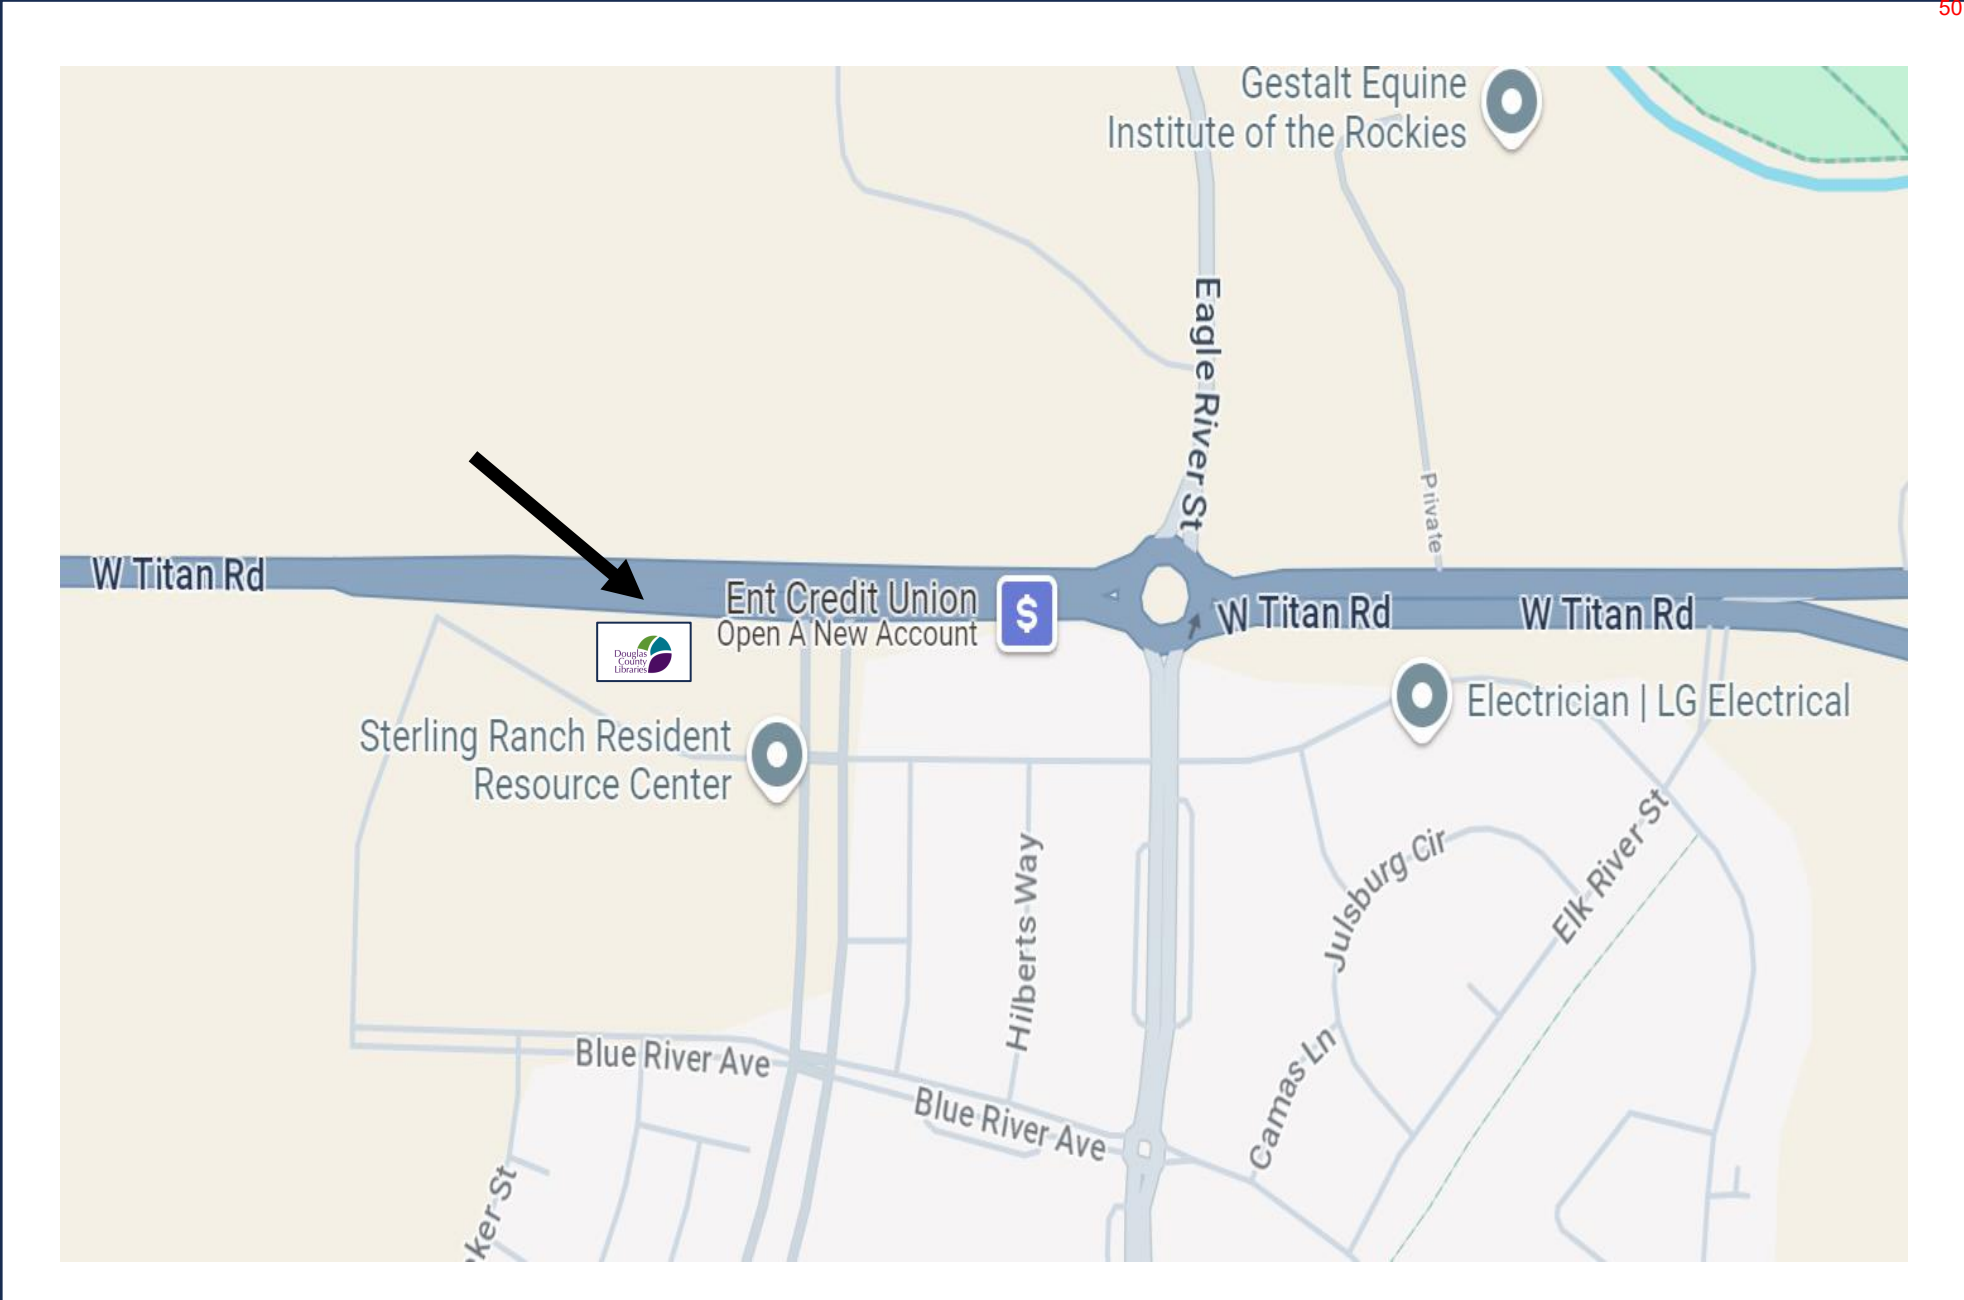 50
Gestalt Equine
Institute of the Rockies
Eagle River St
Private
W Titan Rd
Ent Credit Union
Open A New Account
$
W Titan Rd
W Titan Rd
Douglas
County
Libraries
Electrician | LG Electrical
Sterling Ranch Resident
Resource Center
Hilberts Way
Julsburg Cir
Elk River St
Blue River Ave
Blue River Ave
Camas Ln
ker St